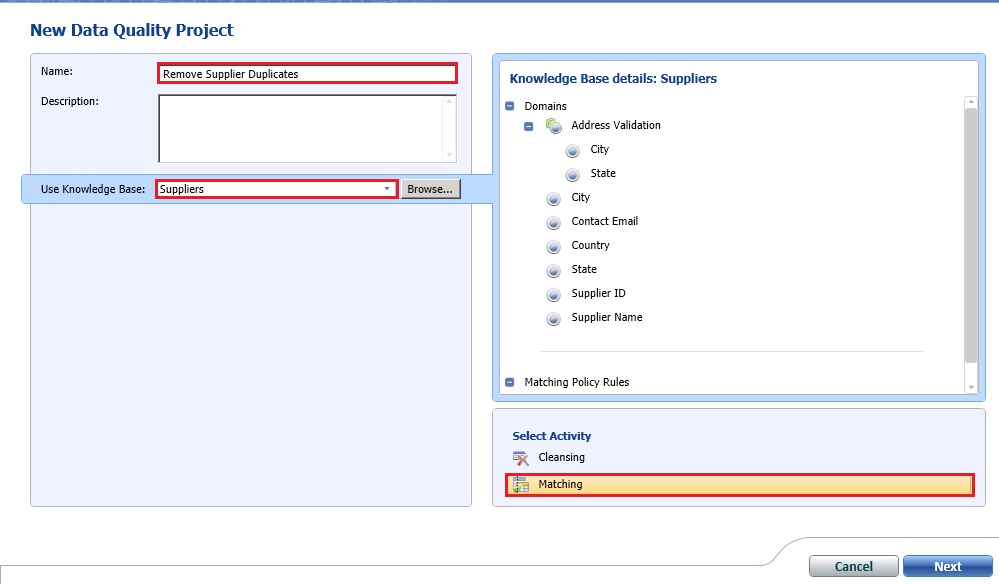 New Data Quality Project
Name:
Remove Supplier Duplicates
Description:
Use Knowledge Base:
Suppliers
Browse...
Knowledge Base details: Suppliers
Domains
Address Validation
City
State
City
Contact Email
Country
State
Supplier ID
Supplier Name
Matching Policy Rules
Select Activity
Cleansing
Matching
Cancel
Next